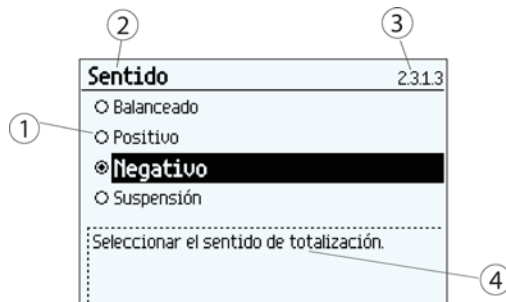 2
3
Sentido 2.3.1.3
Balanceado
1
Positivo
Negativo
Suspensión
Seleccionar el sentido de totalización.
4